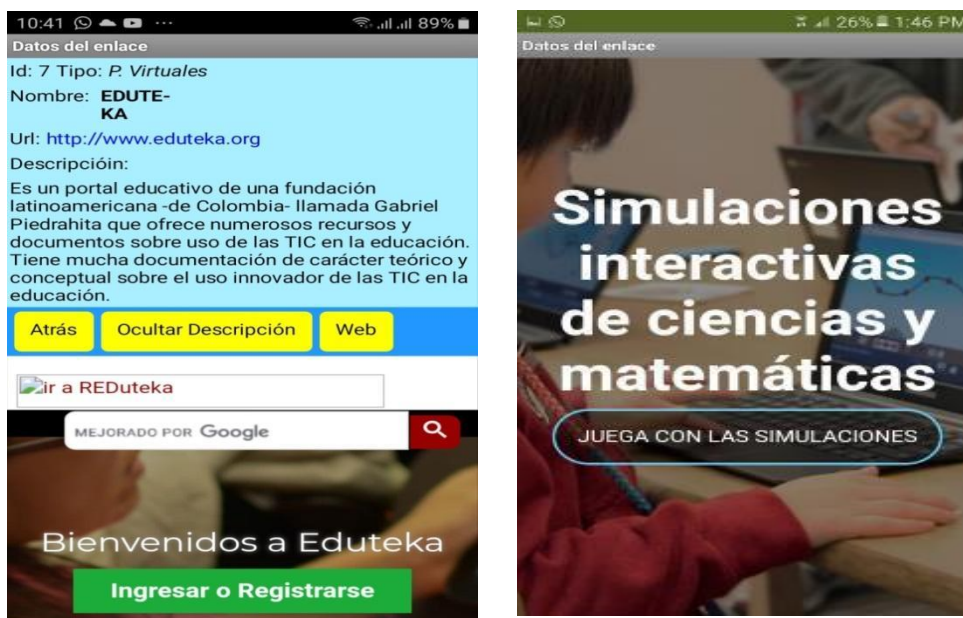 10:41 ... 89%
Datos del enlace
Id: 7 Tipo: P. Virtuales
Nombre: EDUTE-
KA
Url: http://www.eduteka.org
Descripcióin:
Es un portal educativo de una fundación
latinoamericana -de Colombia- llamada Gabriel
Piedrahita que ofrece numerosos recursos y
documentos sobre uso de las TIC en la educación.
Tiene mucha documentación de carácter teórico y
conceptual sobre el uso innovador de las TIC en la
educación.
Atrás Ocultar Descripción Web
ir a REDuteka
MEJORADO POR Google
Bienvenidos a Eduteka
Ingresar o Registrarse
26% 1:46 PM
Datos del enlace
Simulaciones
interactivas
de ciencias y
matemáticas
JUEGA CON LAS SIMULACIONES